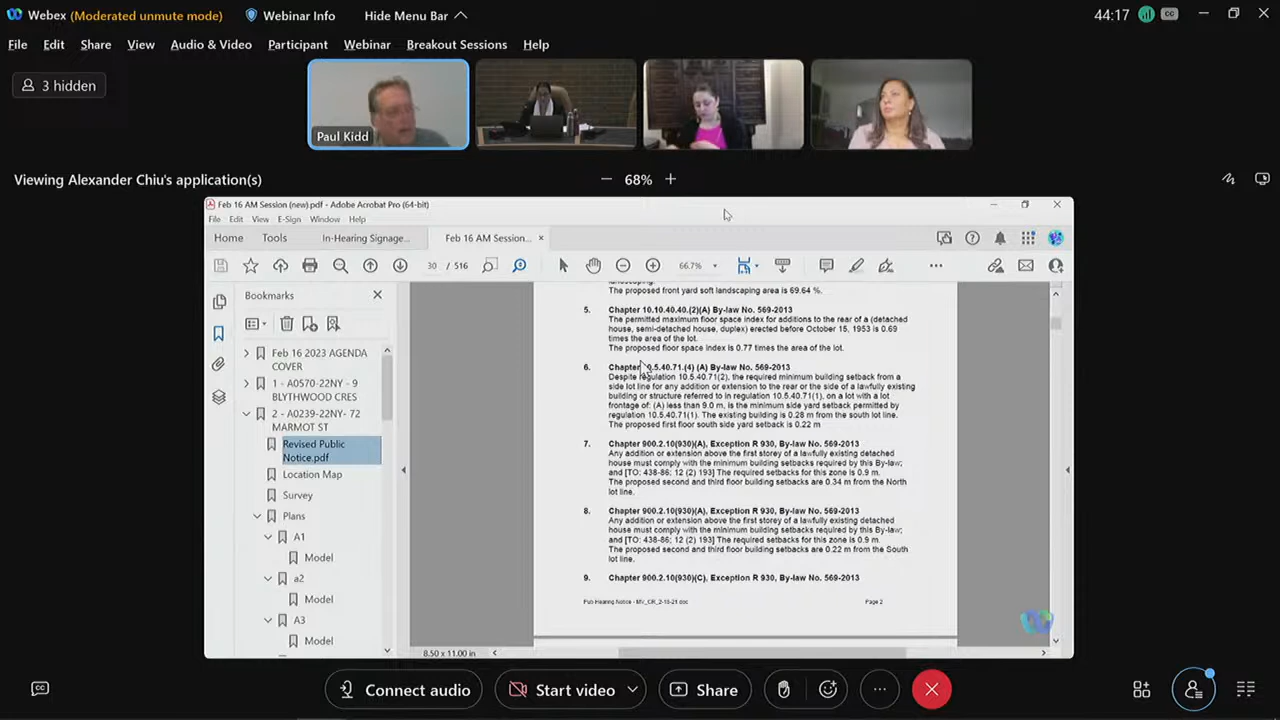 Webex (Moderated unmute mode) Webinar Info Hide Menu Bar 44:17 CC
File Edit Share View Audio & Video Participant Webinar Breakout Sessions Help
3 hidden
Paul Kidd
Viewing Alexander Chiu's application(s) 68%
Feb 16 AM Session (new).pdf - Adobe Acrobat Pro (64-bit)
File Edit View E-Sign Window Help
Home Tools In-Hearing Signage... Feb 16 AM Session... ×
30 / 516 66.7%
Bookmarks
Feb 16 2023 AGENDA
COVER
1 - A0570-22NY - 9
BLYTHWOOD CRES
2 - A0239-22NY- 72
MARMOT ST
Revised Public
Notice.pdf
Location Map
Survey
Plans
A1
Model
a2
Model
A3
Model
landscaping.
The proposed front yard soft landscaping area is 69.64 %.
5. Chapter 10.10.40.40.(2)(A) By-law No. 569-2013
The permitted maximum floor space index for additions to the rear of a (detached
house, semi-detached house, duplex) erected before October 15, 1953 is 0.69
times the area of the lot.
The proposed floor space index is 0.77 times the area of the lot.
6. Chapter 0.5.40.71.(4) (A) By-law No. 569-2013
Despite regulation 10.5.40.71(2), the required minimum building setback from a
side lot line for any addition or extension to the rear or the side of a lawfully existing
building or structure referred to in regulation 10.5.40.71(1), on a lot with a lot
frontage of: (A) less than 9.0 m, is the minimum side yard setback permitted by
regulation 10.5.40.71(1). The existing building is 0.28 m from the south lot line.
The proposed first floor south side yard setback is 0.22 m
7. Chapter 900.2.10(930)(A), Exception R 930, By-law No. 569-2013
Any addition or extension above the first storey of a lawfully existing detached
house must comply with the minimum building setbacks required by this By-law;
and [TO: 438-86; 12 (2) 193] The required setbacks for this zone is 0.9 m.
The proposed second and third floor building setbacks are 0.34 m from the North
lot line.
8. Chapter 900.2.10(930)(A), Exception R 930, By-law No. 569-2013
Any addition or extension above the first storey of a lawfully existing detached
house must comply with the minimum building setbacks required by this By-law;
and [TO: 438-86; 12 (2) 193] The required setbacks for this zone is 0.9 m.
The proposed second and third floor building setbacks are 0.22 m from the South
lot line.
9. Chapter 900.2.10(930)(C), Exception R 930, By-law No. 569-2013
Page 2
8.50 x 11.00 in
Connect audio Start video Share